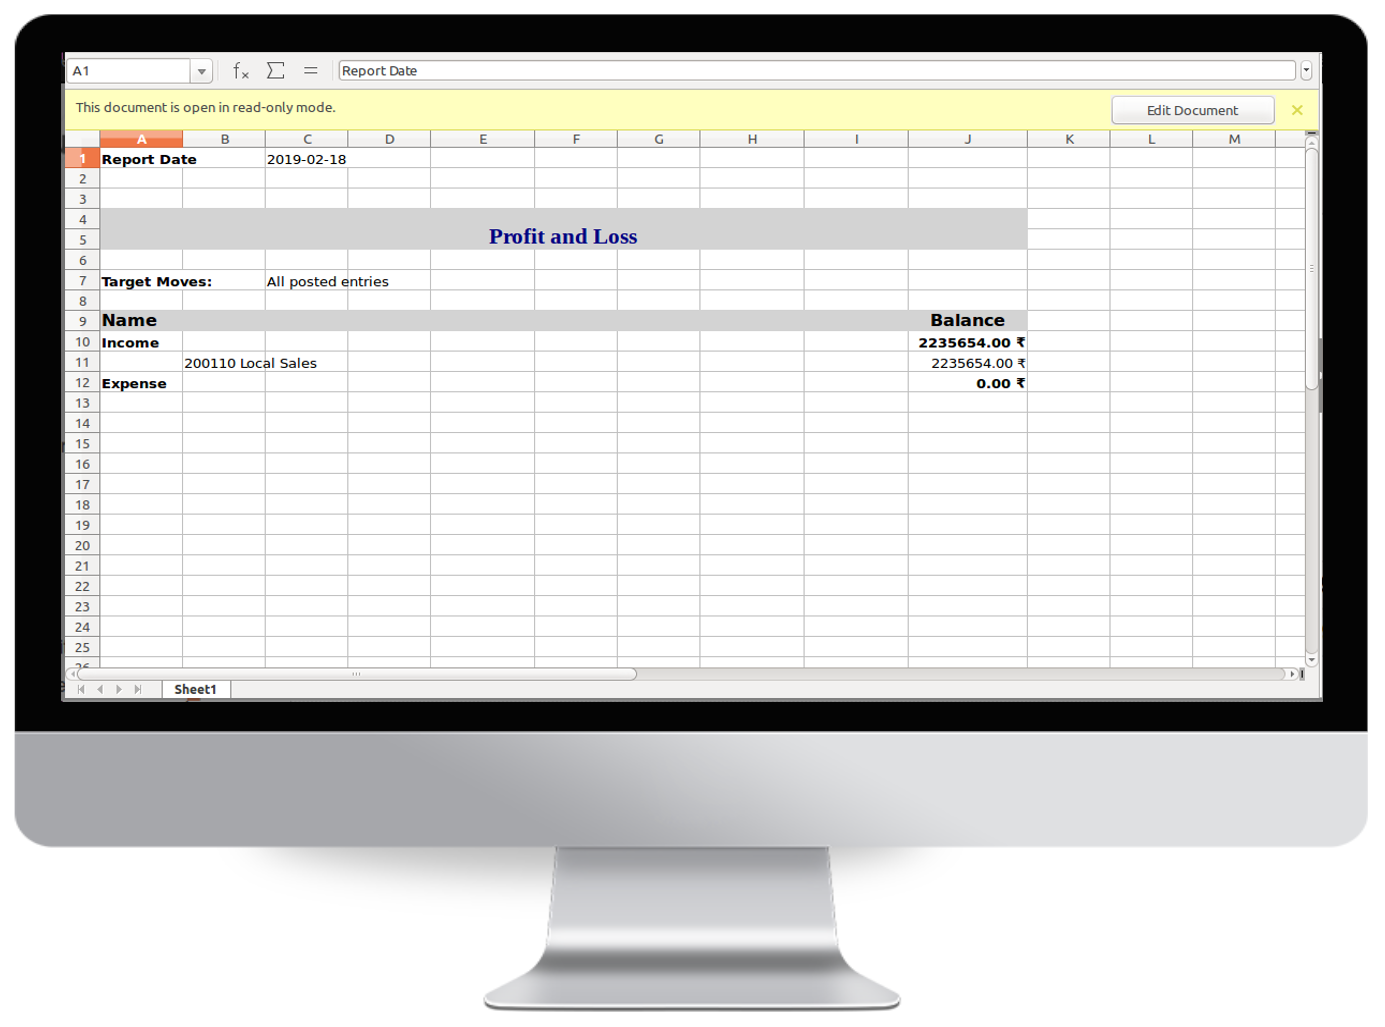 A1 fx Σ = Report Date
This document is open in read-only mode. Edit Document
A B C D E F G H I J K L M
1 Report Date 2019-02-18
2
3
4
5 Profit and Loss
6
7 Target Moves: All posted entries
8
9 Name Balance
10 Income 2235654.00 ₹
11 200110 Local Sales 2235654.00 ₹
12 Expense 0.00 ₹
13
14
15
16
17
18
19
20
21
22
23
24
25
26
Sheet1